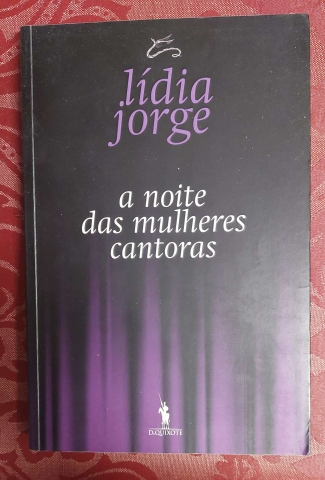 lídia
jorge
a noite
das mulheres
cantoras
D.QUIXOTE